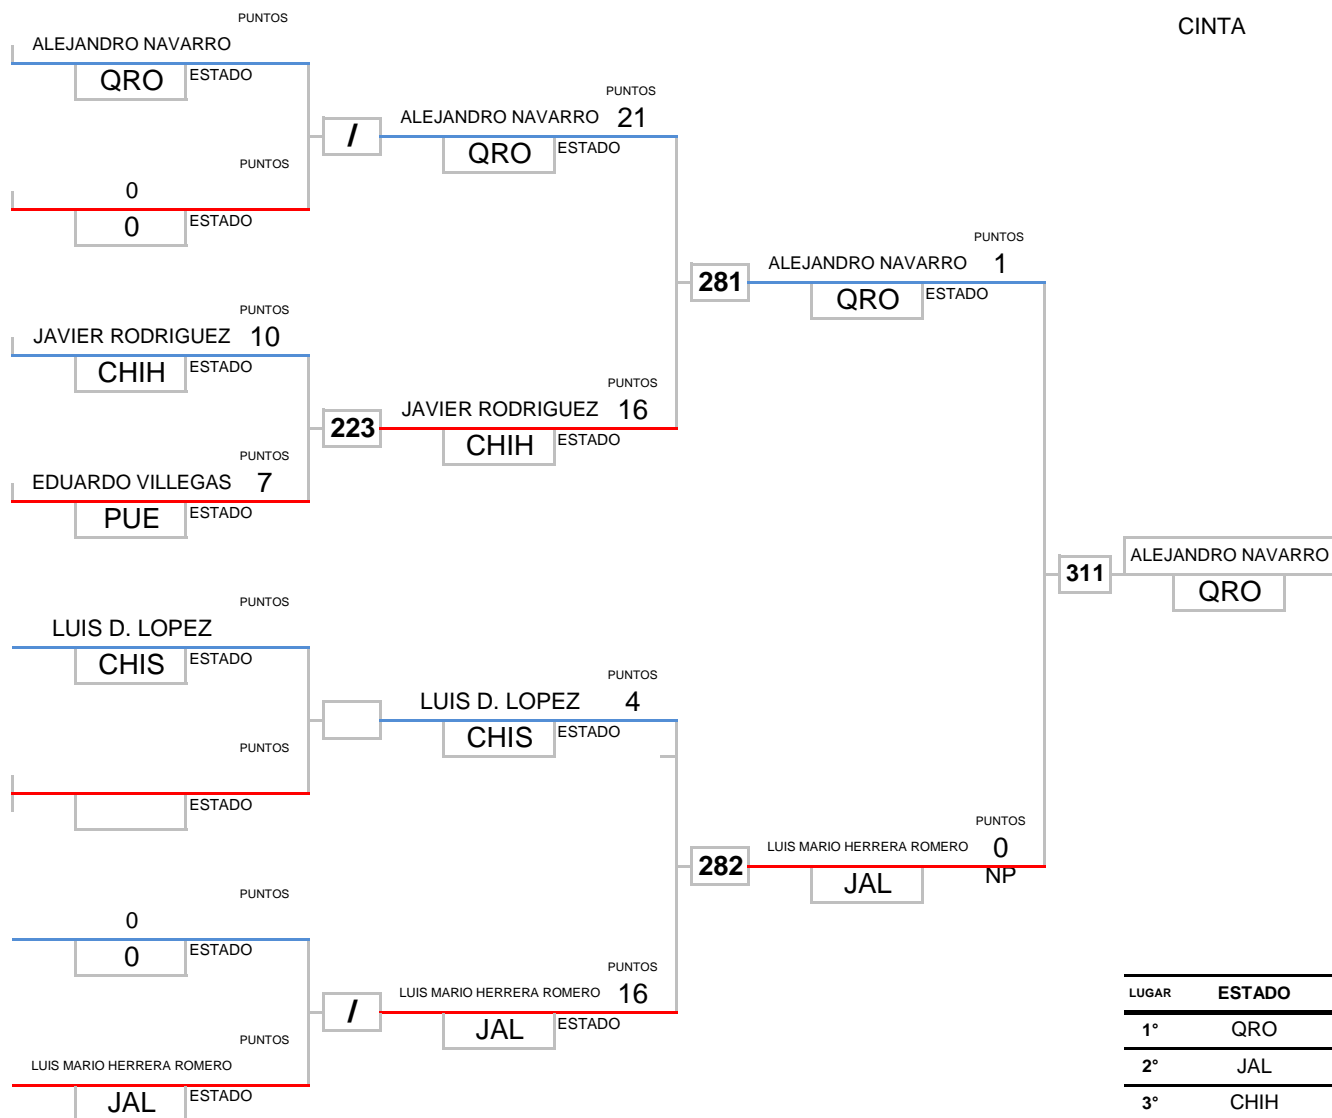 PUNTOS
CINTA
ALEJANDRO NAVARRO
QRO ESTADO
PUNTOS
ALEJANDRO NAVARRO 21
/
QRO ESTADO
PUNTOS
0
0 ESTADO
PUNTOS
ALEJANDRO NAVARRO 1
281
QRO ESTADO
PUNTOS
JAVIER RODRIGUEZ 10
CHIH ESTADO
PUNTOS
JAVIER RODRIGUEZ 16
223
CHIH ESTADO
PUNTOS
EDUARDO VILLEGAS 7
PUE ESTADO
ALEJANDRO NAVARRO
311
QRO
PUNTOS
LUIS D. LOPEZ
CHIS ESTADO
PUNTOS
LUIS D. LOPEZ 4
CHIS ESTADO
PUNTOS
ESTADO
PUNTOS
LUIS MARIO HERRERA ROMERO 0
282
JAL NP
PUNTOS
0
0 ESTADO
PUNTOS
LUIS MARIO HERRERA ROMERO 16
/
JAL ESTADO
PUNTOS
LUIS MARIO HERRERA ROMERO
JAL ESTADO
LUGAR ESTADO
1° QRO
2° JAL
3° CHIH